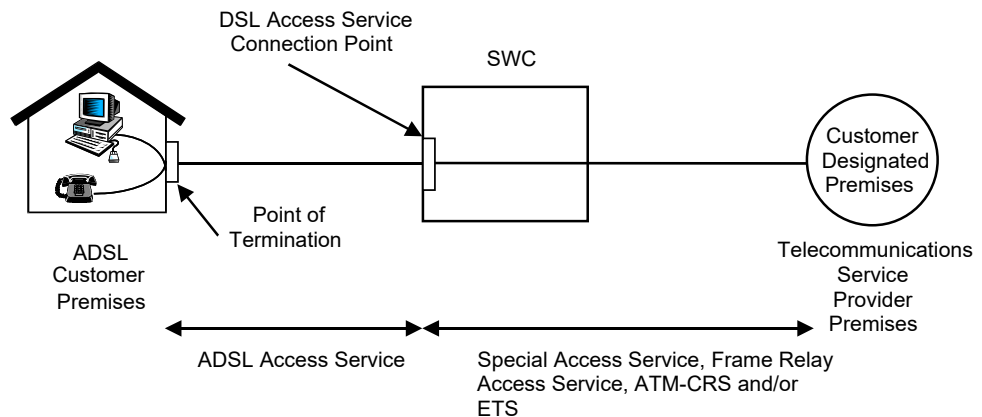 DSL Access Service
Connection Point
SWC
Customer
Designated
Premises
Point of
Termination
ADSL
Customer
Premises
Telecommunications
Service
Provider
Premises
ADSL Access Service
Special Access Service, Frame Relay
Access Service, ATM-CRS and/or
ETS